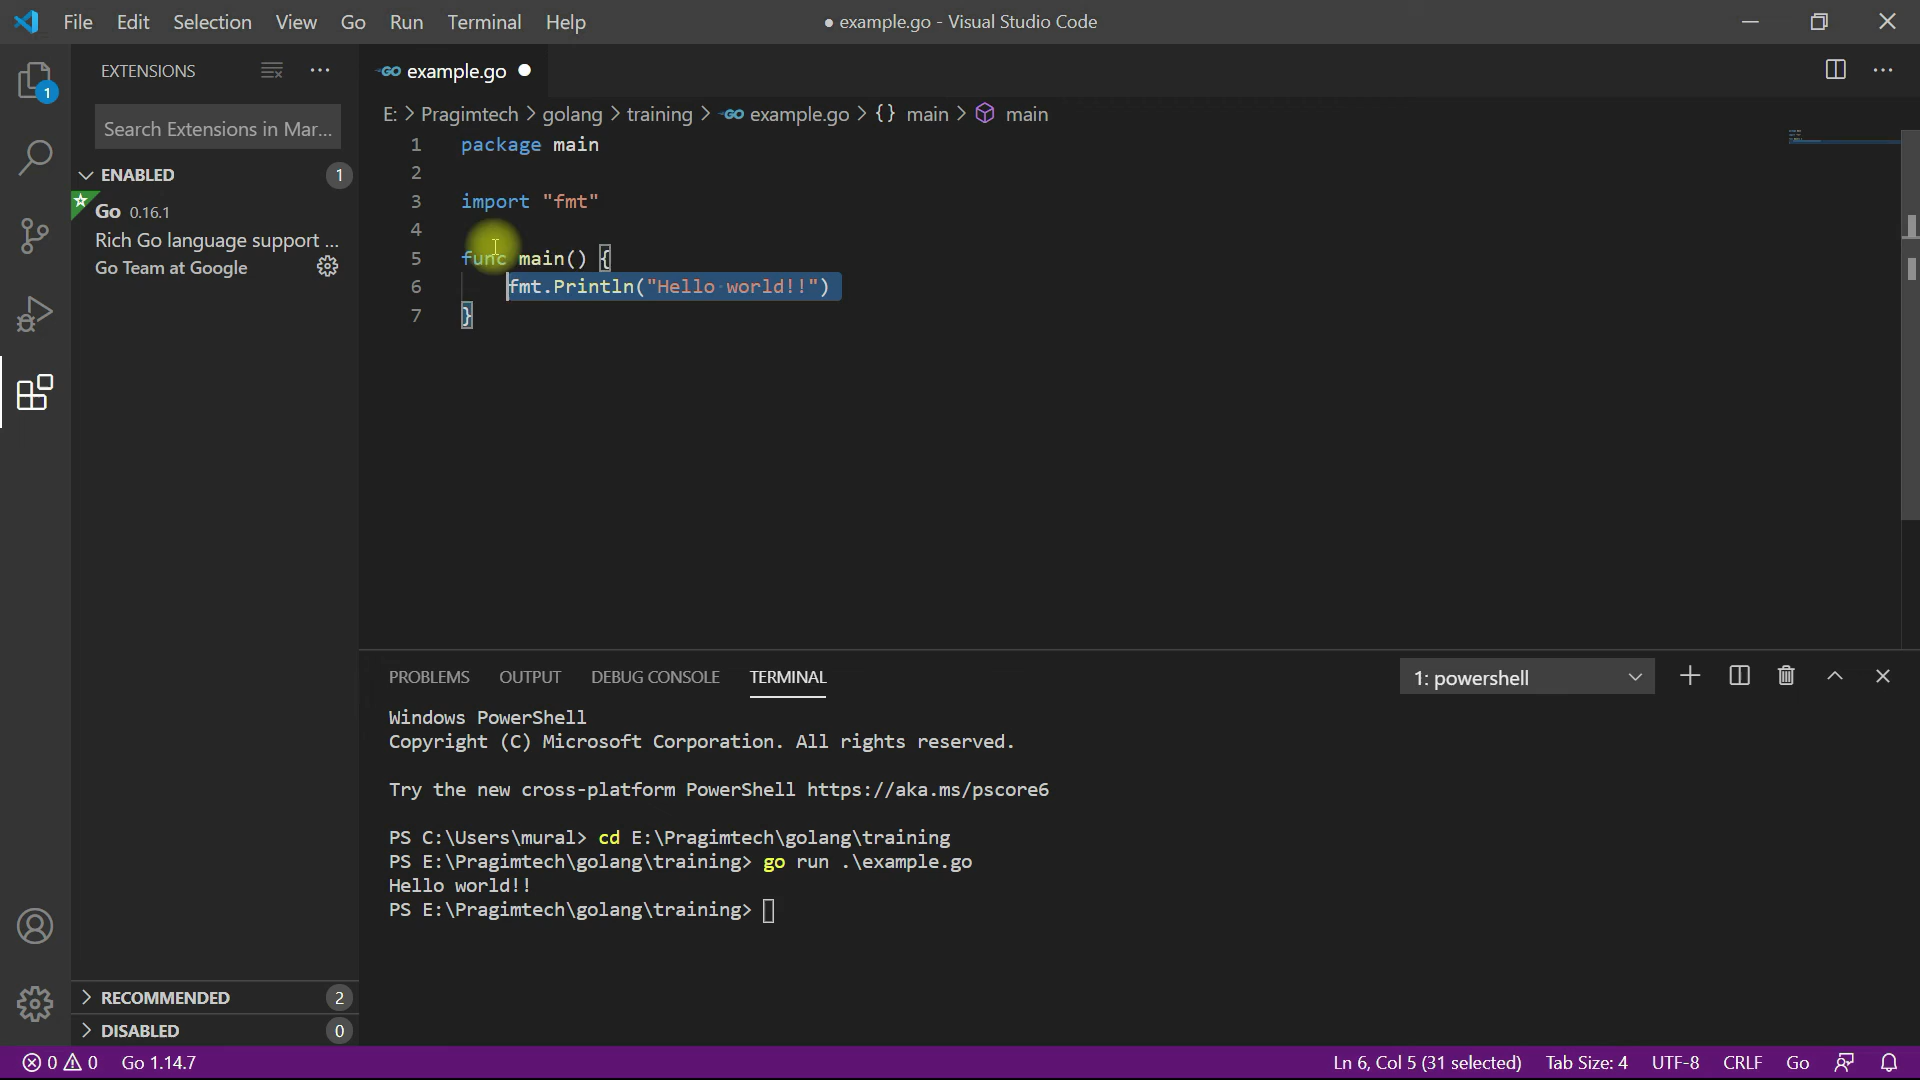 File Edit Selection View Go Run Terminal Help
● example.go - Visual Studio Code
EXTENSIONS
Search Extensions in Mar...
ENABLED 1
Go 0.16.1
Rich Go language support ...
Go Team at Google
RECOMMENDED 2
DISABLED 0
1
GO example.go ●
E: > Pragimtech > golang > training > GO example.go > {} main > main
1 package main
2
3 import "fmt"
4
5 func main() {
6 fmt.Println("Hello·world!!")
7 }
PROBLEMS OUTPUT DEBUG CONSOLE TERMINAL
1: powershell
Windows PowerShell
Copyright (C) Microsoft Corporation. All rights reserved.
Try the new cross-platform PowerShell https://aka.ms/pscore6
PS C:\Users\mural> cd E:\Pragimtech\golang\training
PS E:\Pragimtech\golang\training> go run .\example.go
Hello world!!
PS E:\Pragimtech\golang\training>
0 0 Go 1.14.7
Ln 6, Col 5 (31 selected) Tab Size: 4 UTF-8 CRLF Go